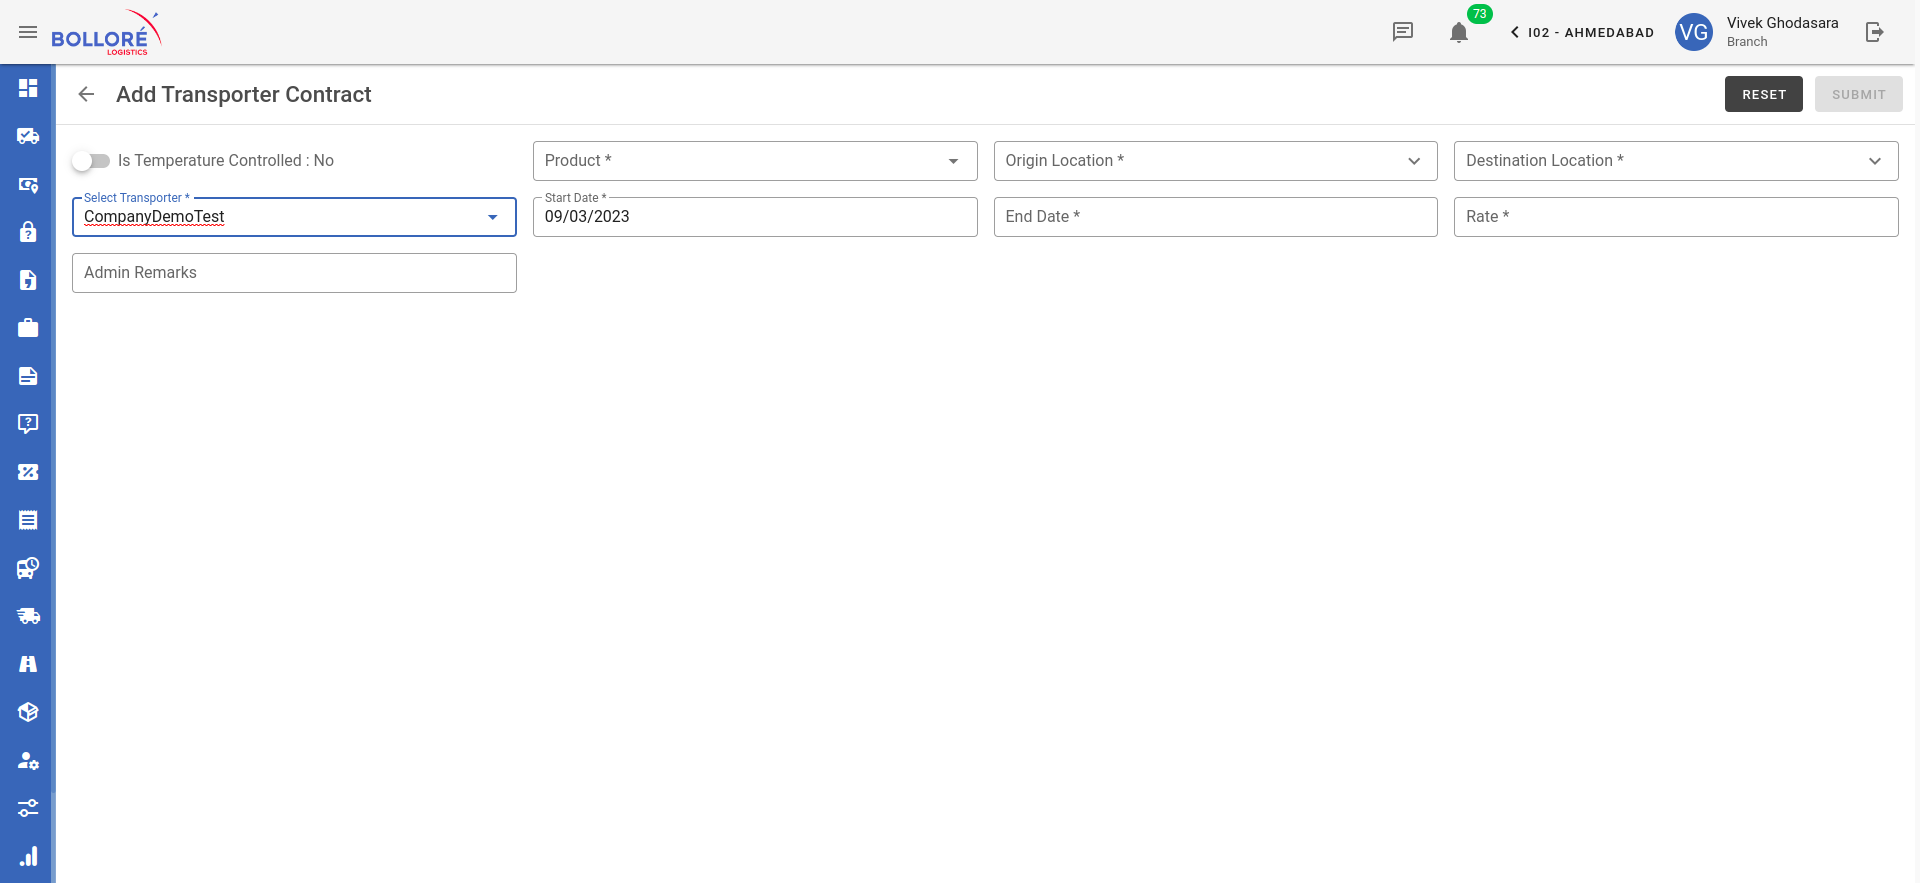 BOLLORÉ
LOGISTICS
73
I02 - AHMEDABAD
VG
Vivek Ghodasara
Branch
Add Transporter Contract
RESET
SUBMIT
Is Temperature Controlled : No
Product *
Origin Location *
Destination Location *
Select Transporter *
CompanyDemoTest
Start Date *
09/03/2023
End Date *
Rate *
Admin Remarks